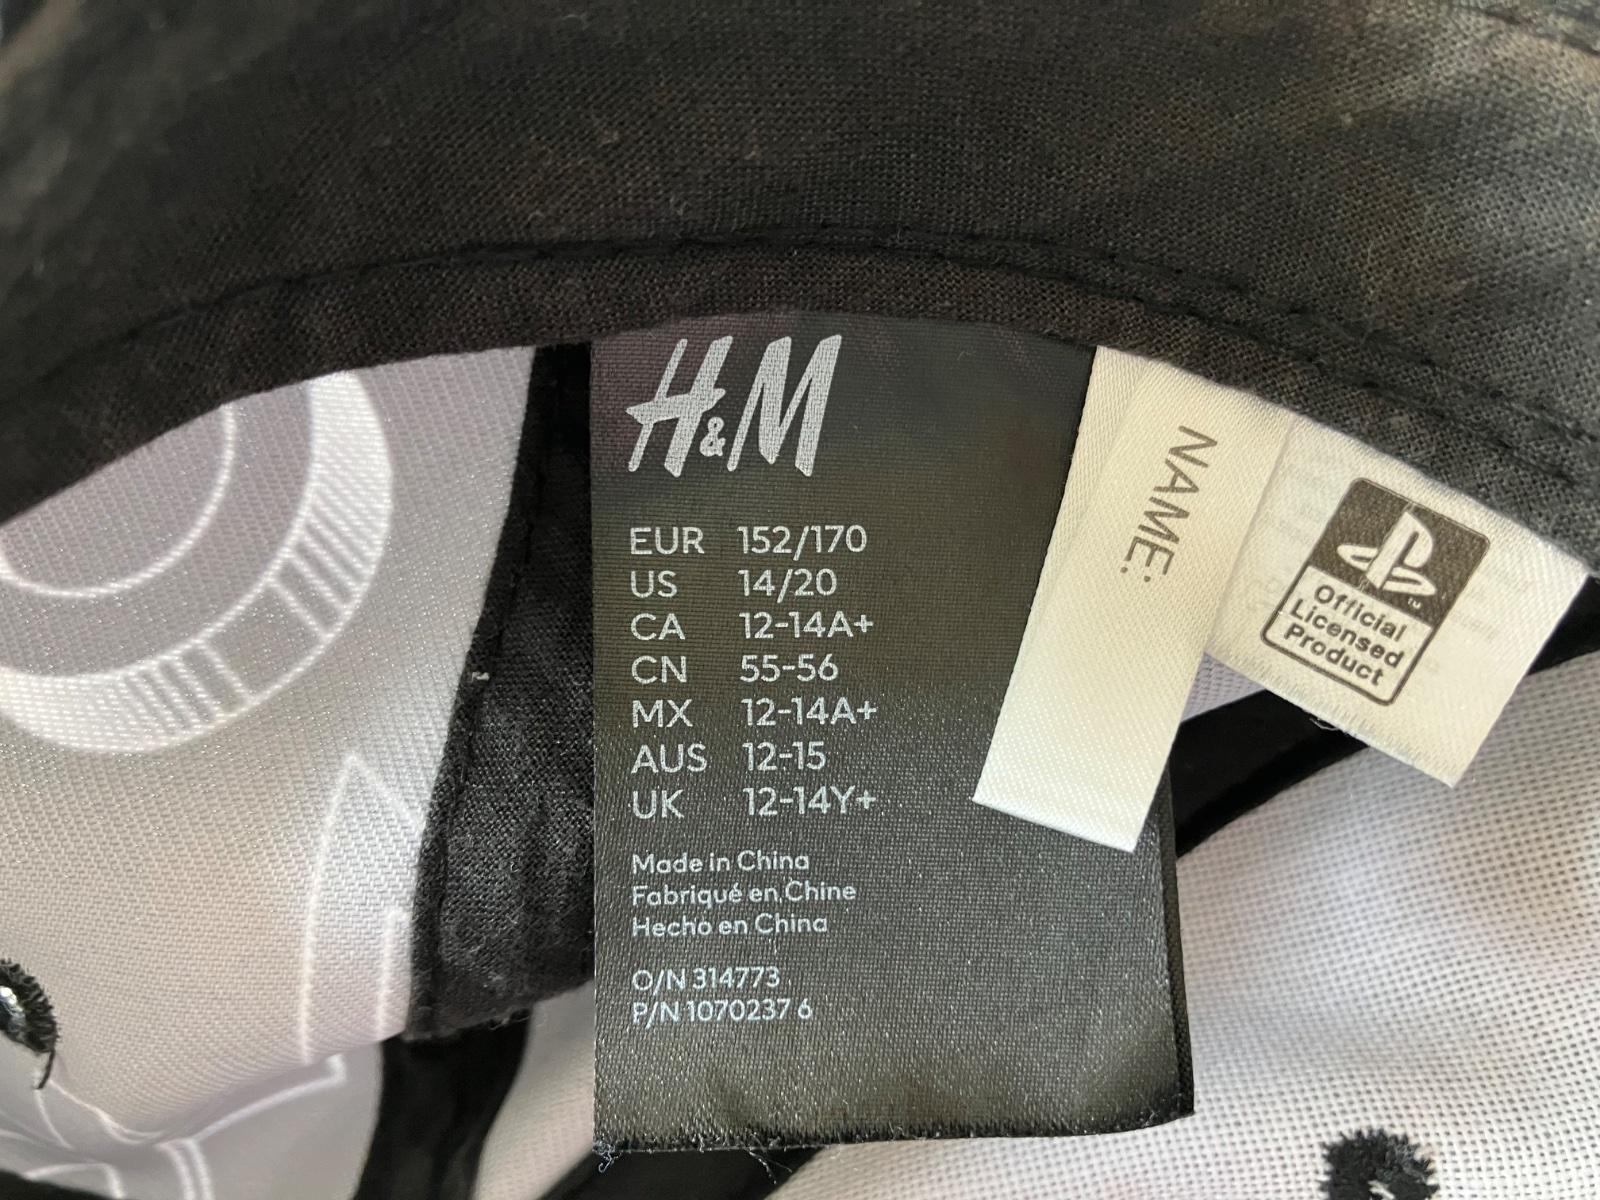 H&M
EUR 152/170
US 14/20
CA 12-14A+
CN 55-56
MX 12-14A+
AUS 12-15
UK 12-14Y+
Made in China
Fabriqué en Chine
Hecho en China
O/N 314773
P/N 1070237 6
NAME:
Official
Licensed
Product